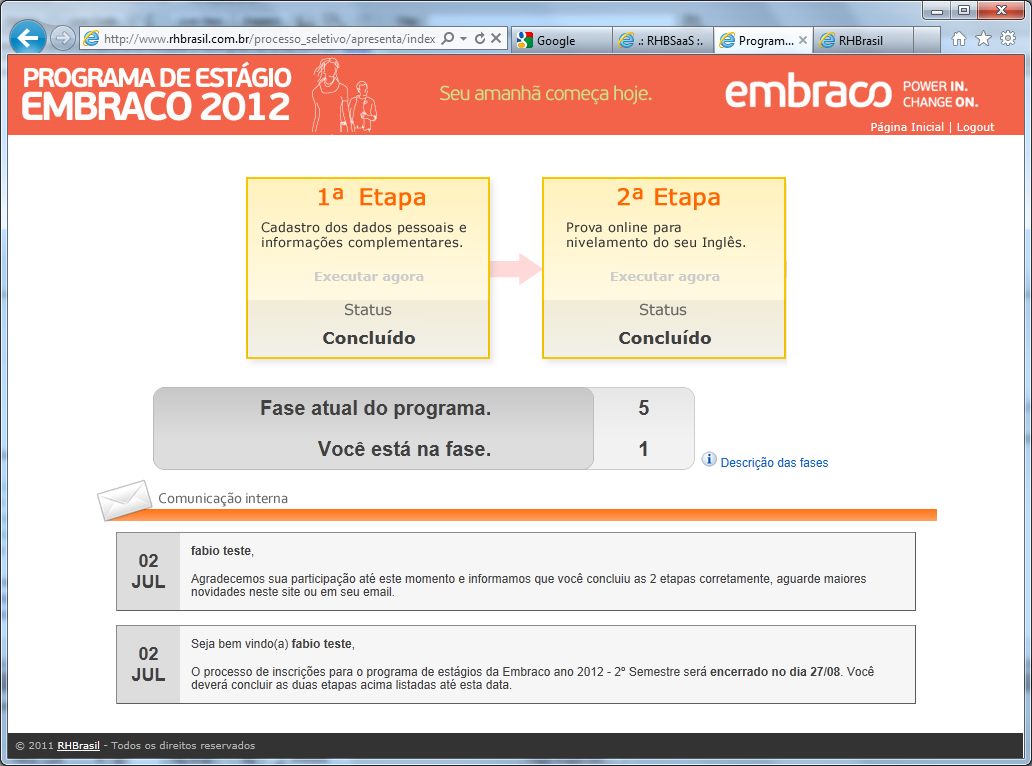 http://www.rhbrasil.com.br/processo_seletivo/apresenta/index
Google
.: RHBSaaS :.
Program...
RHBrasil
PROGRAMA DE ESTÁGIO
EMBRACO 2012
Seu amanhã começa hoje.
embraco
POWER IN.
CHANGE ON.
Página Inicial | Logout
1ª Etapa
Cadastro dos dados pessoais e
informações complementares.
Executar agora
Status
Concluído
2ª Etapa
Prova online para
nivelamento do seu Inglês.
Executar agora
Status
Concluído
Fase atual do programa. 5
Você está na fase. 1
Descrição das fases
Comunicação interna
02
JUL
fabio teste,
Agradecemos sua participação até este momento e informamos que você concluiu as 2 etapas corretamente, aguarde maiores
novidades neste site ou em seu email.
02
JUL
Seja bem vindo(a) fabio teste,
O processo de inscrições para o programa de estágios da Embraco ano 2012 - 2º Semestre será encerrado no dia 27/08. Você
deverá concluir as duas etapas acima listadas até esta data.
© 2011 RHBrasil - Todos os direitos reservados